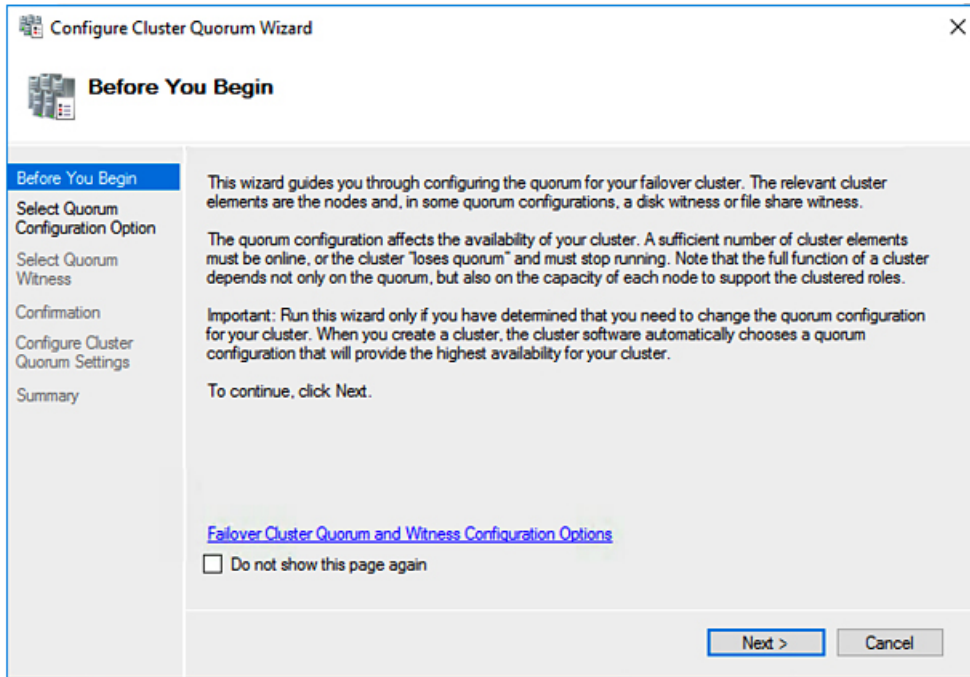 Configure Cluster Quorum Wizard
Before You Begin
Before You Begin
Select Quorum
Configuration Option
Select Quorum
Witness
Confirmation
Configure Cluster
Quorum Settings
Summary
This wizard guides you through configuring the quorum for your failover cluster. The relevant cluster
elements are the nodes and, in some quorum configurations, a disk witness or file share witness.
The quorum configuration affects the availability of your cluster. A sufficient number of cluster elements
must be online, or the cluster "loses quorum" and must stop running. Note that the full function of a cluster
depends not only on the quorum, but also on the capacity of each node to support the clustered roles.
Important: Run this wizard only if you have determined that you need to change the quorum configuration
for your cluster. When you create a cluster, the cluster software automatically chooses a quorum
configuration that will provide the highest availability for your cluster.
To continue, click Next.
Failover Cluster Quorum and Witness Configuration Options
Do not show this page again
Next >
Cancel